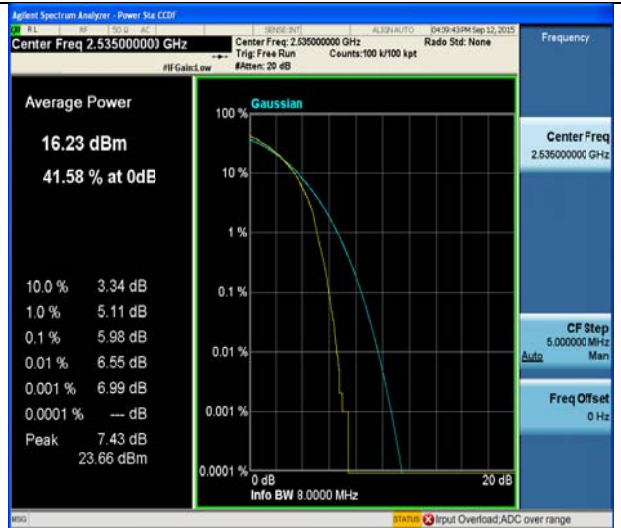 Agilent Spectrum Analyzer - Power Sta CCDF
RL RF 50 Ω AC SENSE:INT ALIGN AUTO 04:09:43 PM Sep 12, 2015
Center Freq 2.535000000 GHz
Center Freq: 2.535000000 GHz Radio Std: None
Trig: Free Run Counts:100 k/100 kpt
#IFGain:Low #Atten: 20 dB
Frequency
Average Power
16.23 dBm
41.58 % at 0dB
10.0 % 3.34 dB
1.0 % 5.11 dB
0.1 % 5.98 dB
0.01 % 6.55 dB
0.001 % 6.99 dB
0.0001 % --- dB
Peak 7.43 dB
23.66 dBm
Gaussian
100 %
10 %
1 %
0.1 %
0.01 %
0.001 %
0.0001 %
0 dB 20 dB
Info BW 8.0000 MHz
Center Freq
2.535000000 GHz
CF Step
5.000000 MHz
Auto Man
Freq Offset
0 Hz
MSG STATUS Input Overload;ADC over range